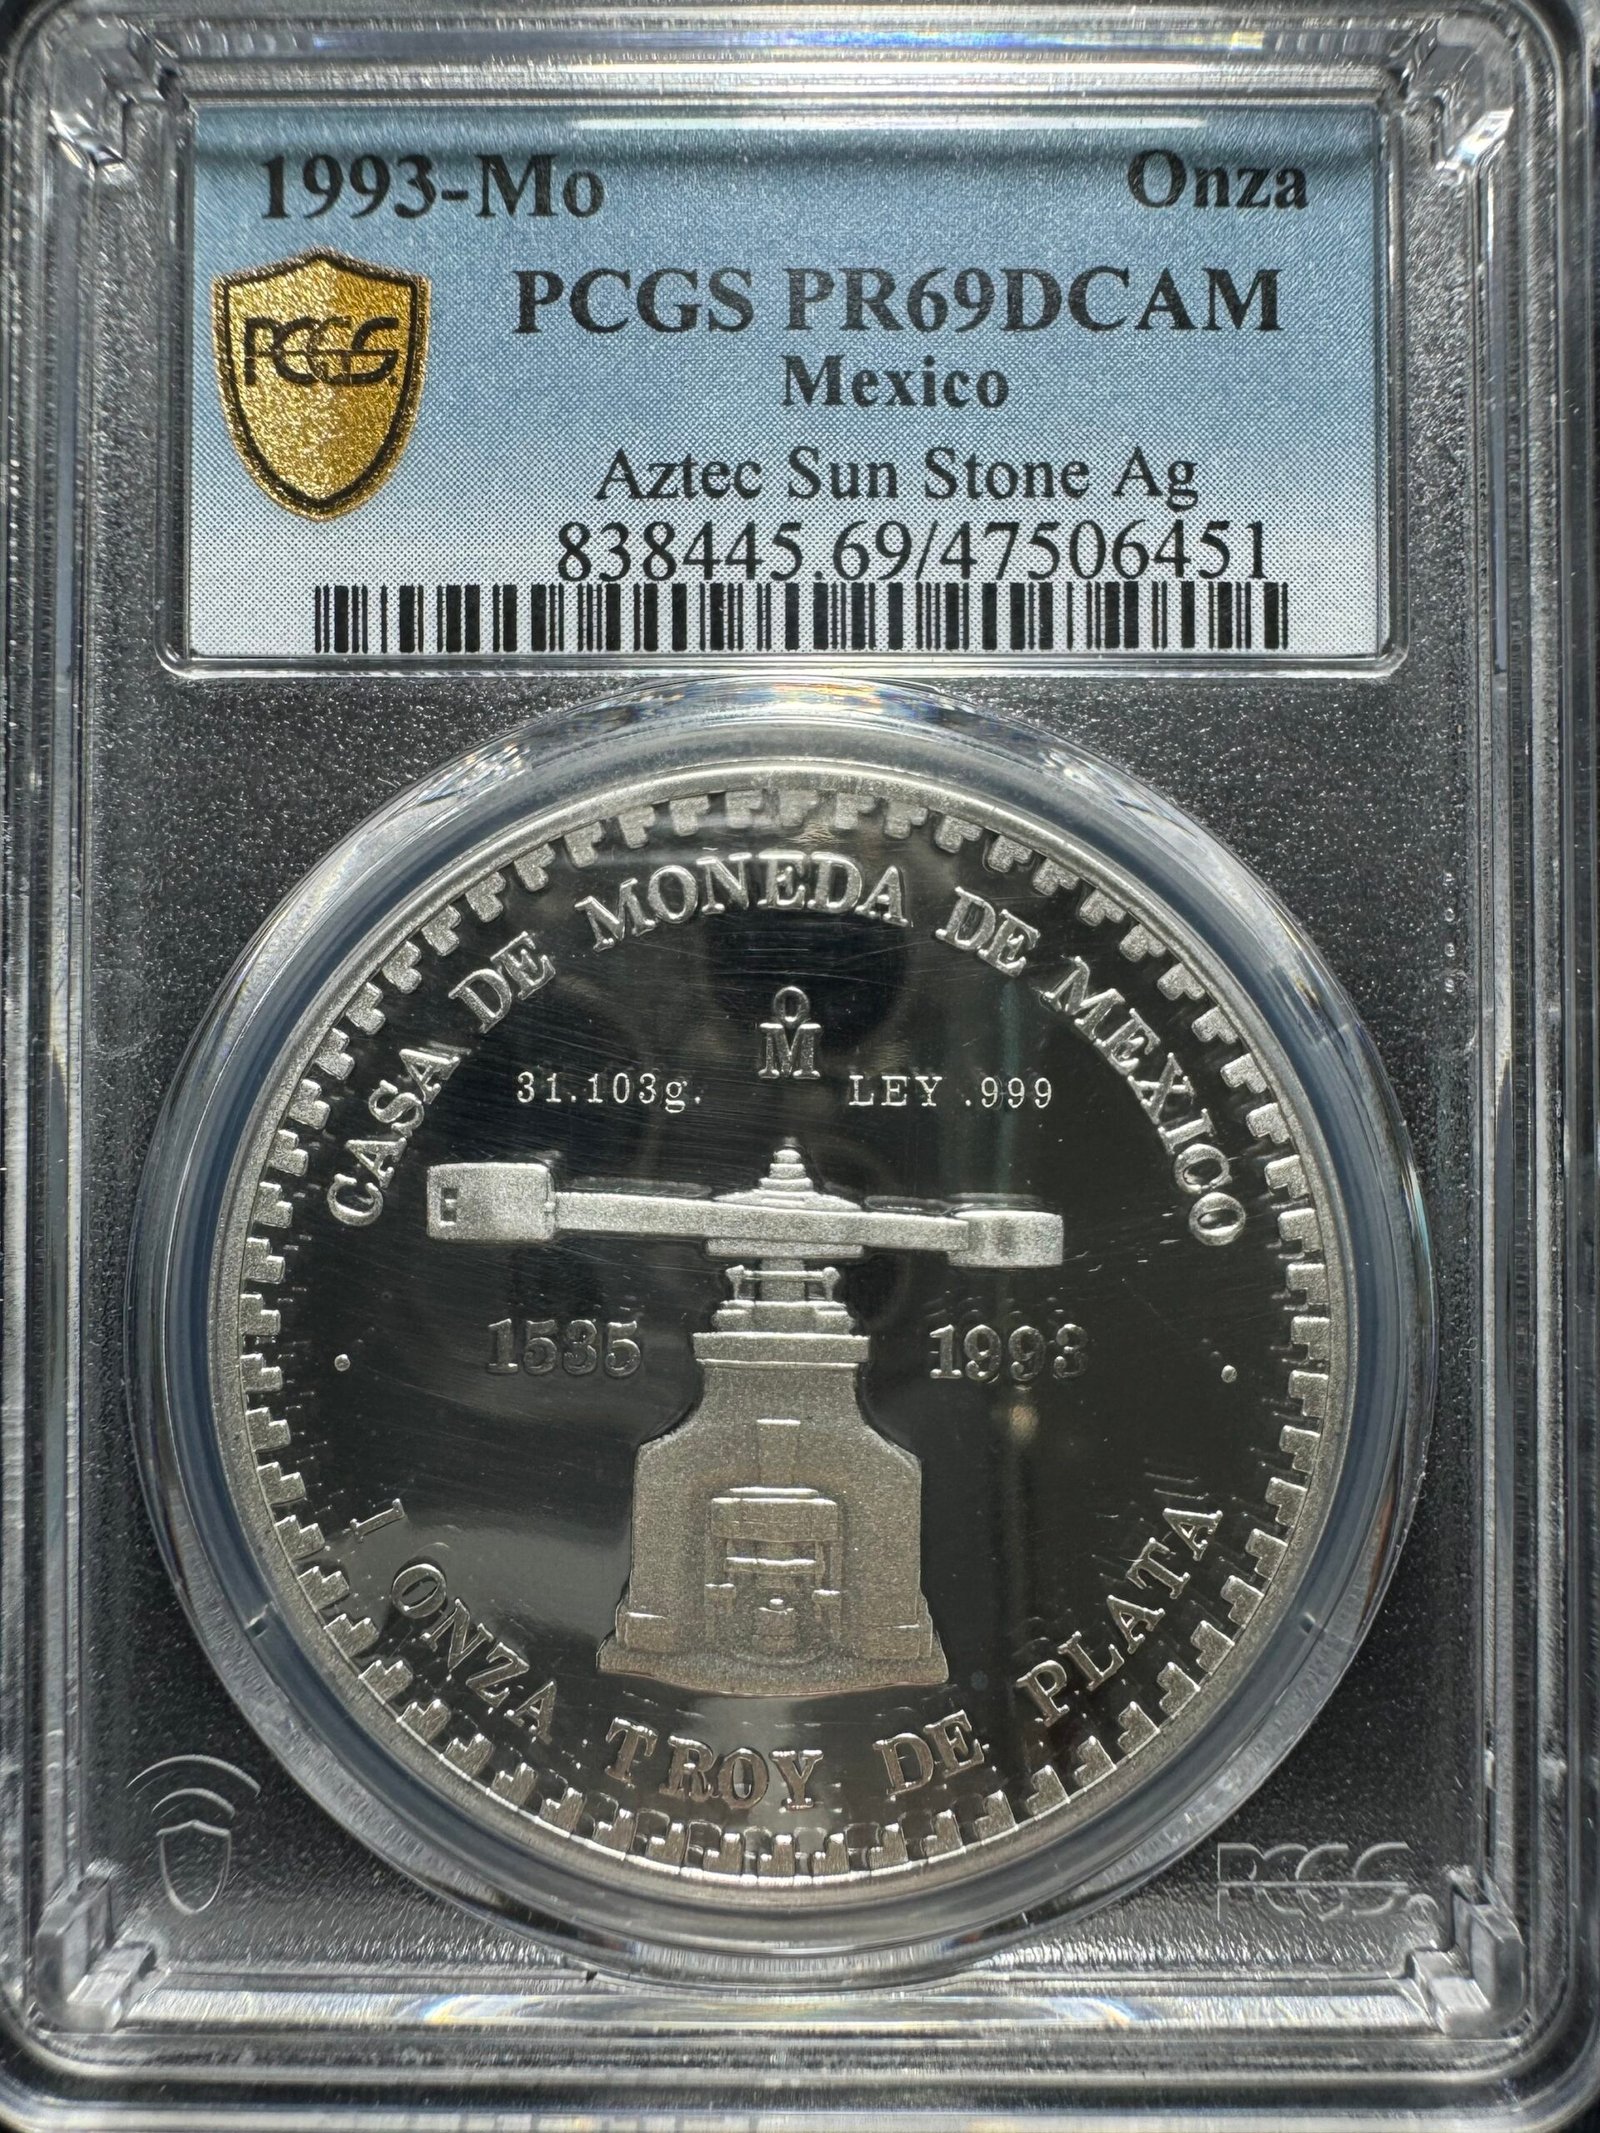 1993-Mo Onza
PCGS PR69DCAM
PCGS
Mexico
Aztec Sun Stone Ag
838445.69/47506451
CASA DE MONEDA DE MEXICO
o
M
31.103g. LEY .999
1535 1993
1 ONZA TROY DE PLATA
PCGS